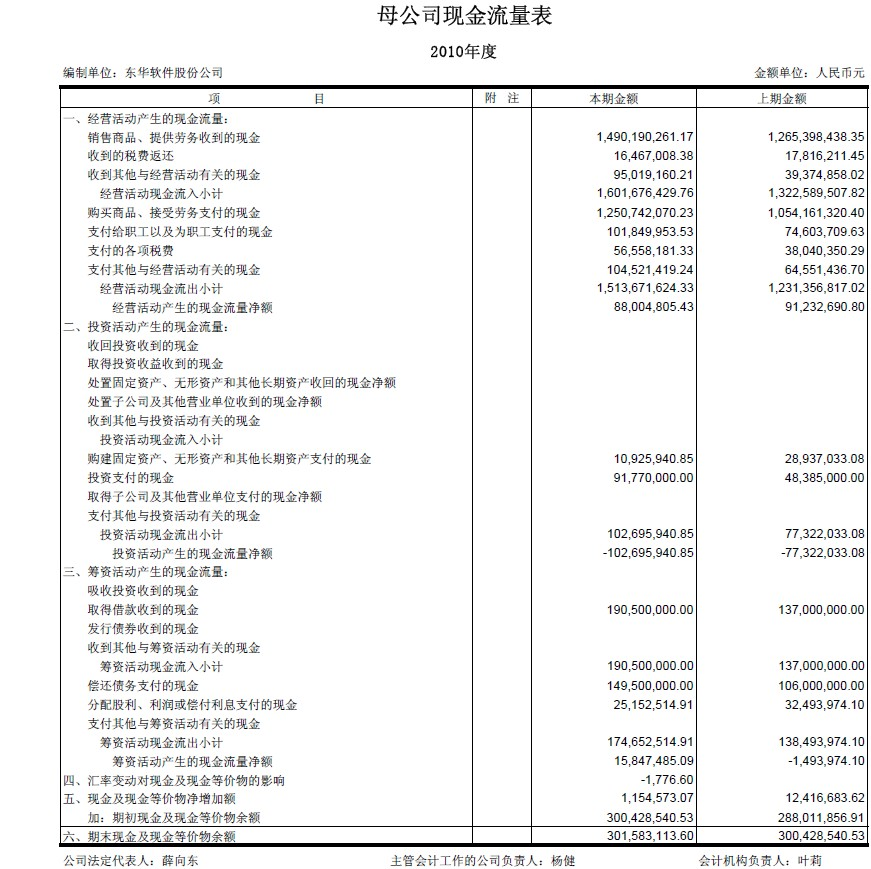 母公司现金流量表
2010年度
编制单位：东华软件股份公司 金额单位：人民币元
项 目 附 注 本期金额 上期金额
一、经营活动产生的现金流量：
销售商品、提供劳务收到的现金 1,490,190,261.17 1,265,398,438.35
收到的税费返还 16,467,008.38 17,816,211.45
收到其他与经营活动有关的现金 95,019,160.21 39,374,858.02
经营活动现金流入小计 1,601,676,429.76 1,322,589,507.82
购买商品、接受劳务支付的现金 1,250,742,070.23 1,054,161,320.40
支付给职工以及为职工支付的现金 101,849,953.53 74,603,709.63
支付的各项税费 56,558,181.33 38,040,350.29
支付其他与经营活动有关的现金 104,521,419.24 64,551,436.70
经营活动现金流出小计 1,513,671,624.33 1,231,356,817.02
经营活动产生的现金流量净额 88,004,805.43 91,232,690.80
二、投资活动产生的现金流量：
收回投资收到的现金
取得投资收益收到的现金
处置固定资产、无形资产和其他长期资产收回的现金净额
处置子公司及其他营业单位收到的现金净额
收到其他与投资活动有关的现金
投资活动现金流入小计
购建固定资产、无形资产和其他长期资产支付的现金 10,925,940.85 28,937,033.08
投资支付的现金 91,770,000.00 48,385,000.00
取得子公司及其他营业单位支付的现金净额
支付其他与投资活动有关的现金
投资活动现金流出小计 102,695,940.85 77,322,033.08
投资活动产生的现金流量净额 -102,695,940.85 -77,322,033.08
三、筹资活动产生的现金流量：
吸收投资收到的现金
取得借款收到的现金 190,500,000.00 137,000,000.00
发行债券收到的现金
收到其他与筹资活动有关的现金
筹资活动现金流入小计 190,500,000.00 137,000,000.00
偿还债务支付的现金 149,500,000.00 106,000,000.00
分配股利、利润或偿付利息支付的现金 25,152,514.91 32,493,974.10
支付其他与筹资活动有关的现金
筹资活动现金流出小计 174,652,514.91 138,493,974.10
筹资活动产生的现金流量净额 15,847,485.09 -1,493,974.10
四、汇率变动对现金及现金等价物的影响 -1,776.60
五、现金及现金等价物净增加额 1,154,573.07 12,416,683.62
加：期初现金及现金等价物余额 300,428,540.53 288,011,856.91
六、期末现金及现金等价物余额 301,583,113.60 300,428,540.53
公司法定代表人：薛向东 主管会计工作的公司负责人：杨健 会计机构负责人：叶莉